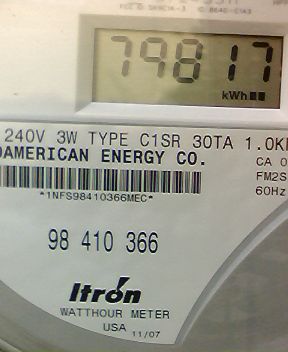 79817
kWh
240V 3W TYPE C1SR 30TA 1.0K
AMERICAN ENERGY CO.
CA
FM2S
60Hz
*1NFS98410366MEC*
98 410 366
Itrón
WATTHOUR METER
USA 11/07